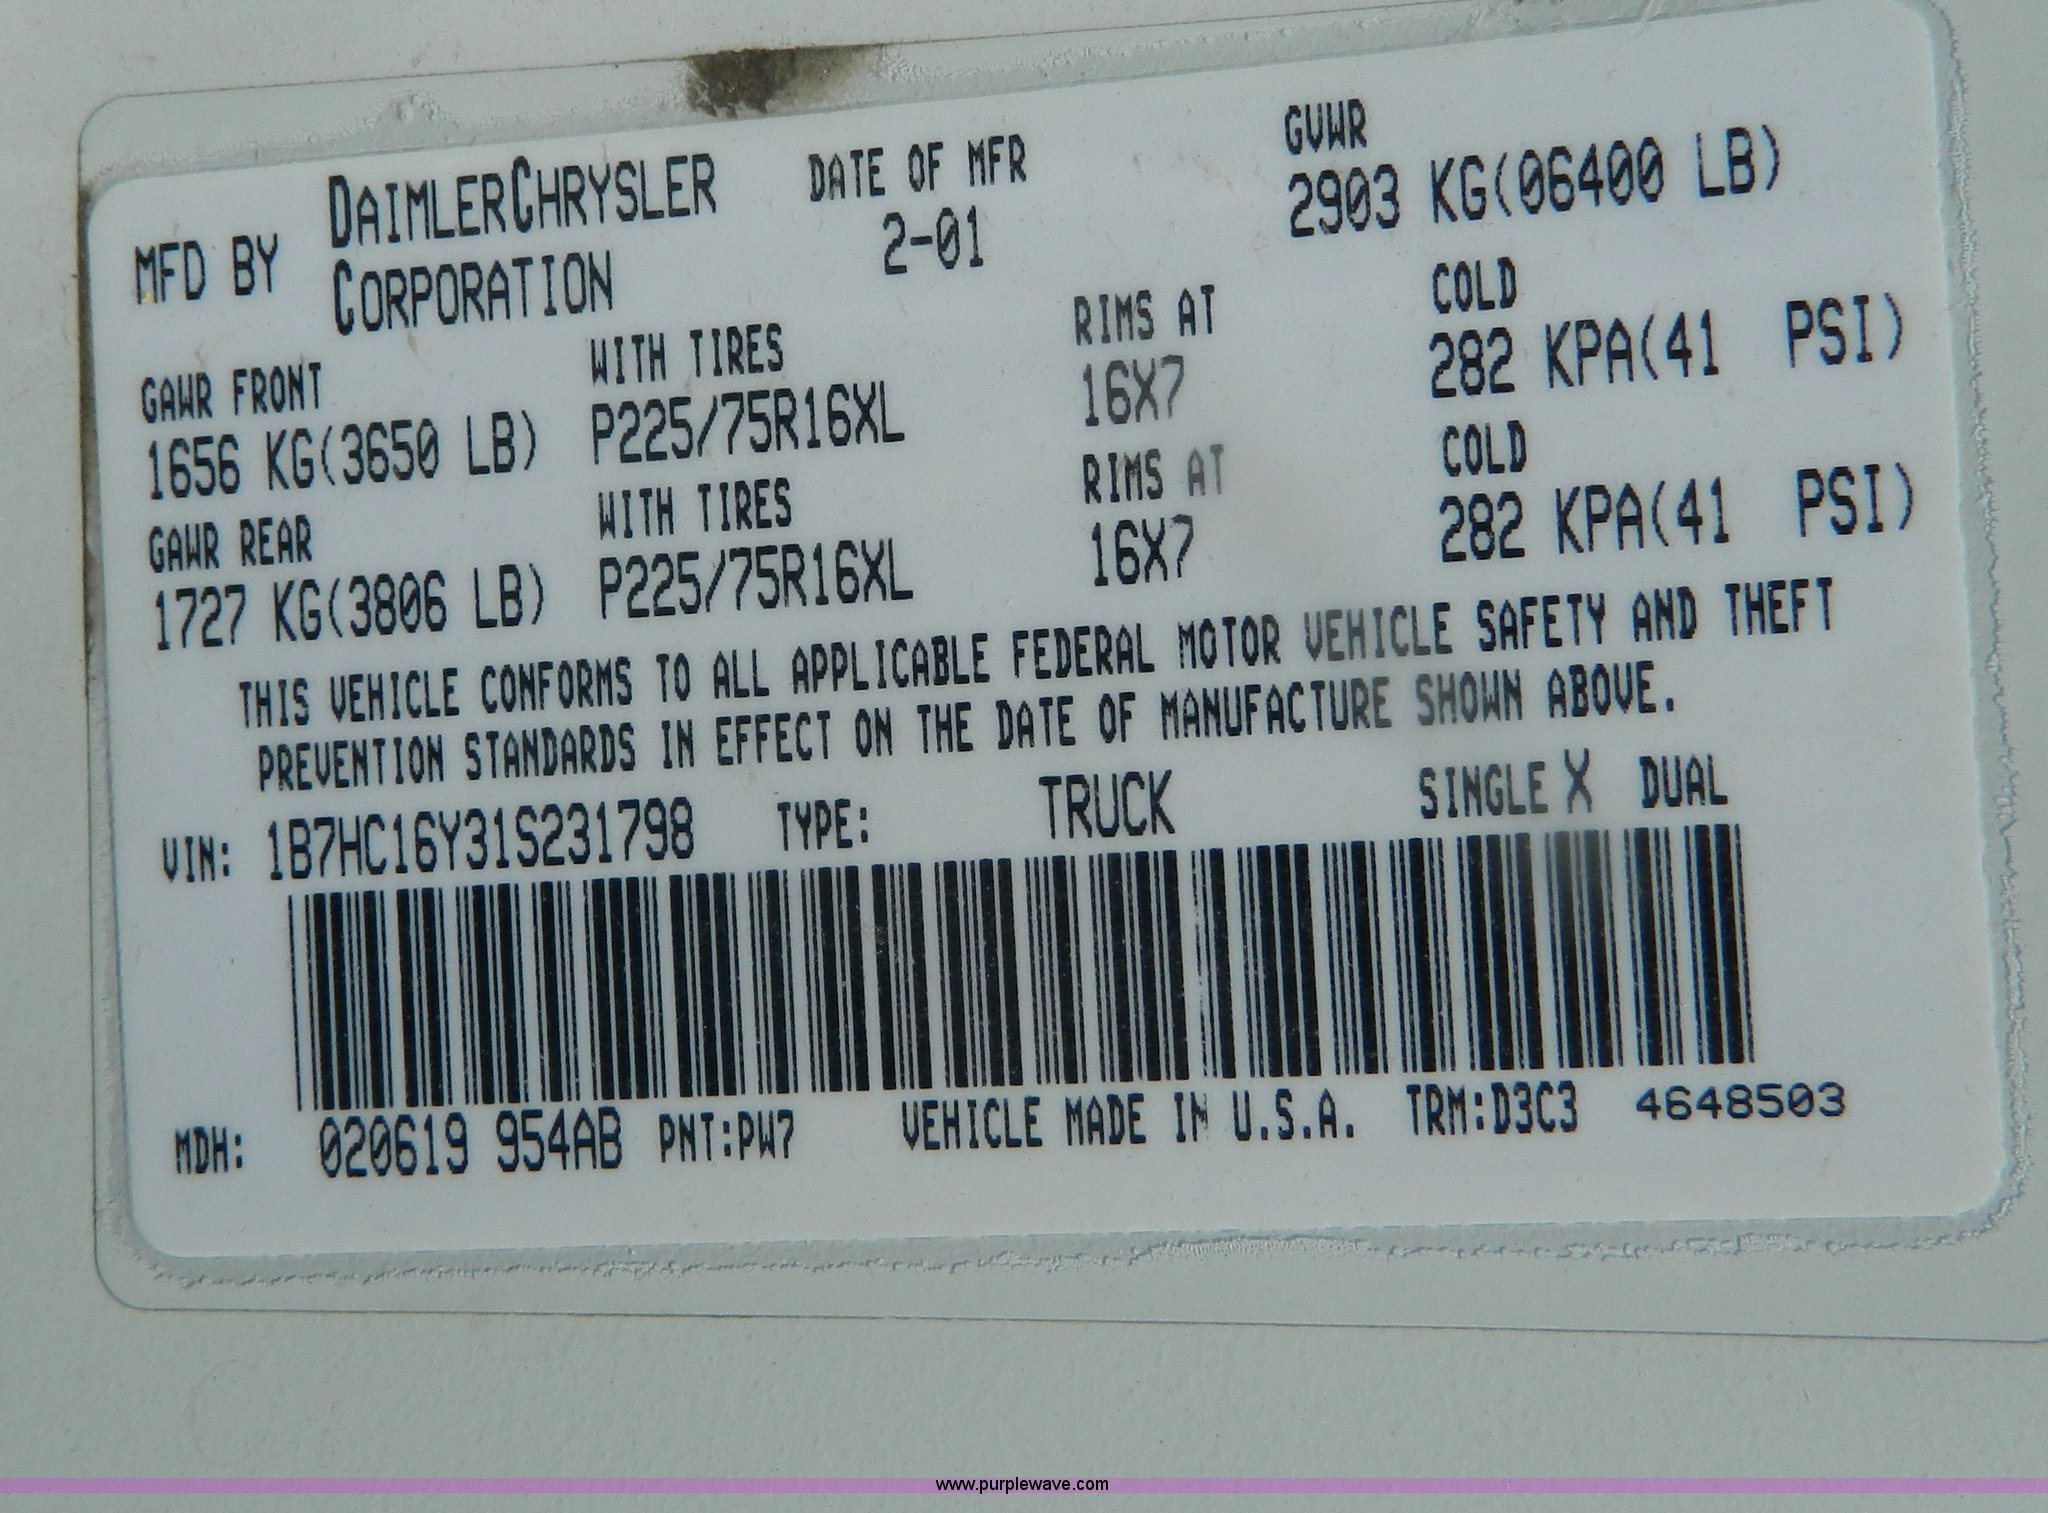 MFD BY DAIMLERCHRYSLER CORPORATION DATE OF MFR 2-01 GVWR 2903 KG(06400 LB)
GAWR FRONT WITH TIRES RIMS AT COLD
1656 KG(3650 LB) P225/75R16XL 16X7 282 KPA(41 PSI)
GAWR REAR WITH TIRES RIMS AT COLD
1727 KG(3806 LB) P225/75R16XL 16X7 282 KPA(41 PSI)
THIS VEHICLE CONFORMS TO ALL APPLICABLE FEDERAL MOTOR VEHICLE SAFETY AND THEFT
PREVENTION STANDARDS IN EFFECT ON THE DATE OF MANUFACTURE SHOWN ABOVE.
VIN: 1B7HC16Y31S231798 TYPE: TRUCK SINGLE X DUAL
MDH: 020619 954AB PNT:PW7 VEHICLE MADE IN U.S.A. TRM:D3C3 4648503
www.purplewave.com